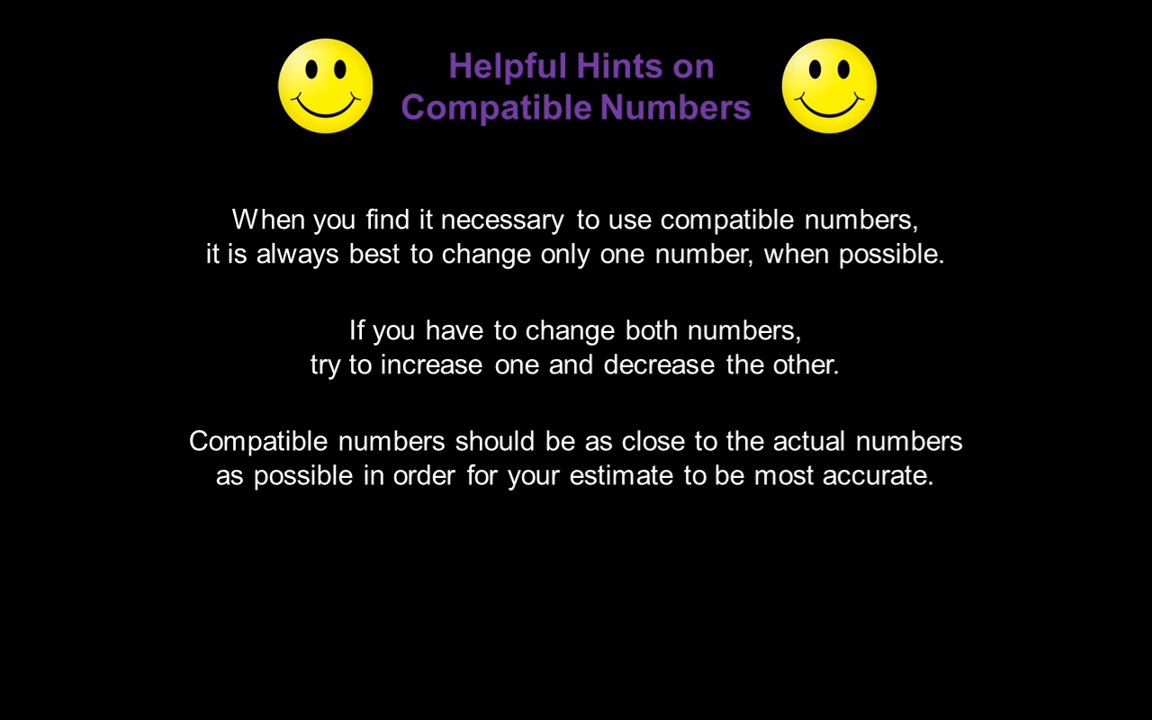 Helpful Hints on
Compatible Numbers
When you find it necessary to use compatible numbers,
it is always best to change only one number, when possible.
If you have to change both numbers,
try to increase one and decrease the other.
Compatible numbers should be as close to the actual numbers
as possible in order for your estimate to be most accurate.